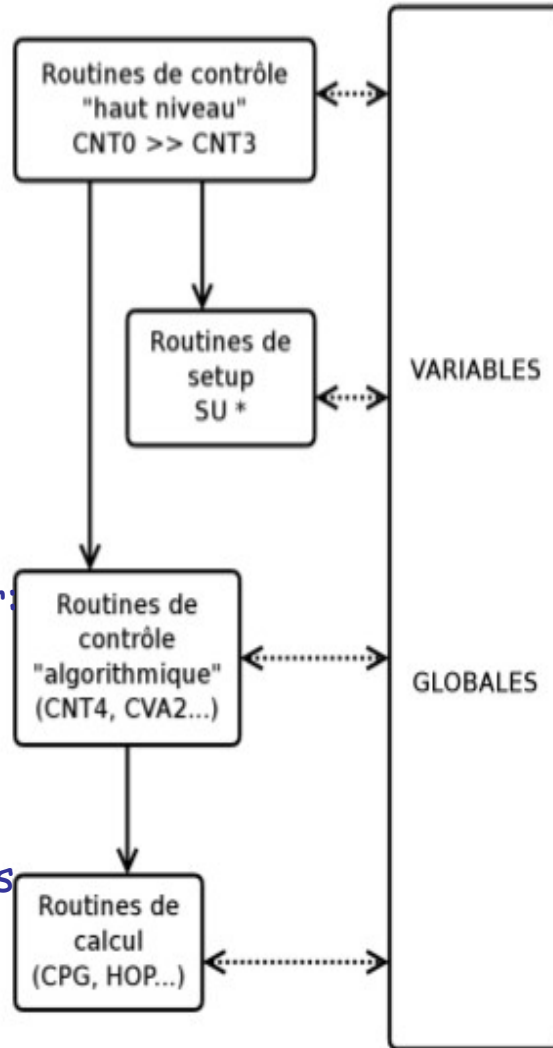 Routines de contrôle
"haut niveau"
CNT0 >> CNT3
Routines de
setup
SU *
VARIABLES
Routines de
contrôle
"algorithmique"
(CNT4, CVA2...)
GLOBALES
Routines de
calcul
(CPG, HOP...)